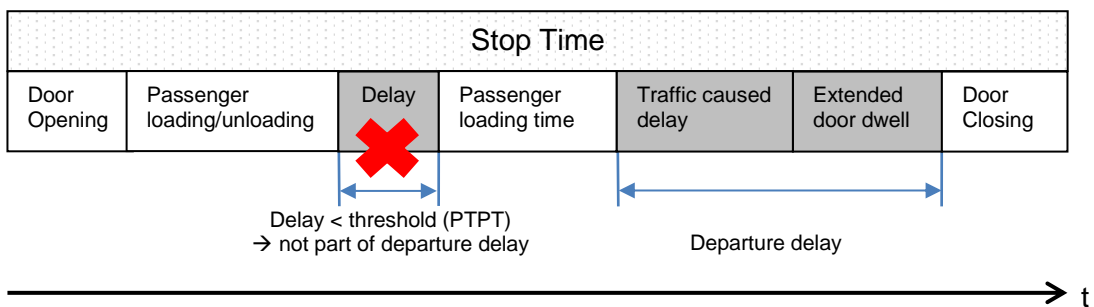 Stop Time
Door
Opening
Passenger
loading/unloading
Delay
Passenger
loading time
Traffic caused
delay
Extended
door dwell
Door
Closing
Delay < threshold (PTPT)
→ not part of departure delay
Departure delay
t